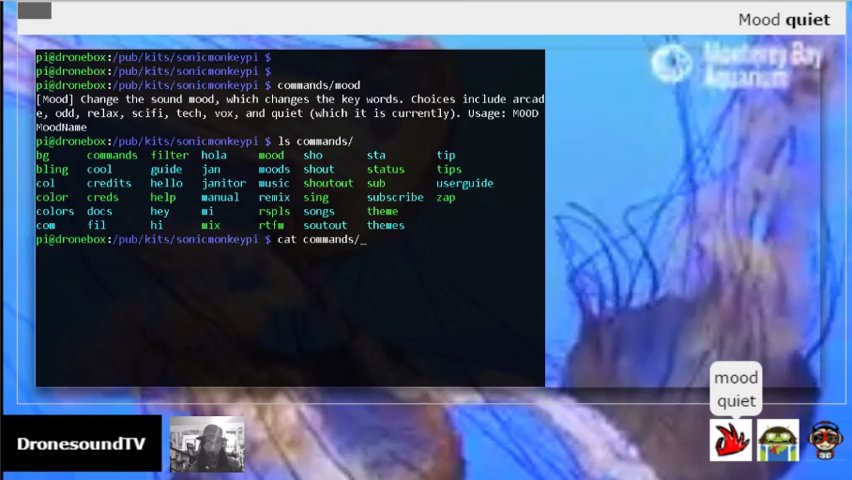 Mood quiet
Monterey Bay
Aquarium
pi@dronebox:/pub/kits/sonicmonkeypi $
pi@dronebox:/pub/kits/sonicmonkeypi $
pi@dronebox:/pub/kits/sonicmonkeypi $ commands/mood
[Mood] Change the sound mood, which changes the key words. Choices include arcad
e, odd, relax, scifi, tech, vox, and quiet (which it is currently). Usage: MOOD
MoodName
pi@dronebox:/pub/kits/sonicmonkeypi $ ls commands/
bg commands filter hola mood sho sta tip
bling cool guide jan moods shout status tips
col credits hello janitor music shoutout sub userguide
color creds help manual remix sing subscribe zap
colors docs hey mi rspls songs theme
com fil hi mix rtfm soutout themes
pi@dronebox:/pub/kits/sonicmonkeypi $ cat commands/_
mood
quiet
DronesoundTV